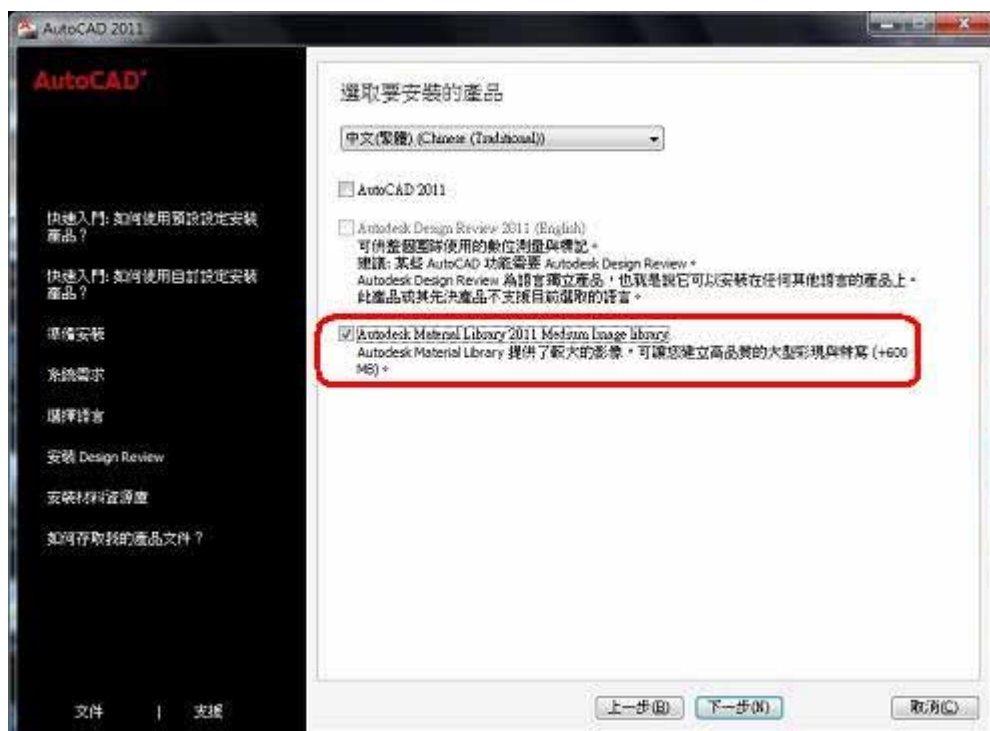 AutoCAD 2011
AutoCAD®
快速入門: 如何使用預設設定安裝
產品?
快速入門: 如何使用自訂設定安裝
產品?
準備安裝
系統需求
選擇語言
安裝 Design Review
安裝材料資源庫
如何存取我的產品文件?
文件 | 支援
選取要安裝的產品
中文(繁體) (Chinese (Traditional))
AutoCAD 2011
Autodesk Design Review 2011 (English)
可供整個團隊使用的數位測量與標記。
建議: 某些 AutoCAD 功能需要 Autodesk Design Review。
Autodesk Design Review 為語言獨立產品,也就是說它可以安裝在任何其他語言的產品上。
此產品或其先決產品不支援目前選取的語言。
Autodesk Material Library 2011 Medium Image library
Autodesk Material Library 提供了較大的影像,可讓您建立高品質的大型彩現與特寫 (+600
MB)。
上一步(B) 下一步(N) 取消(C)